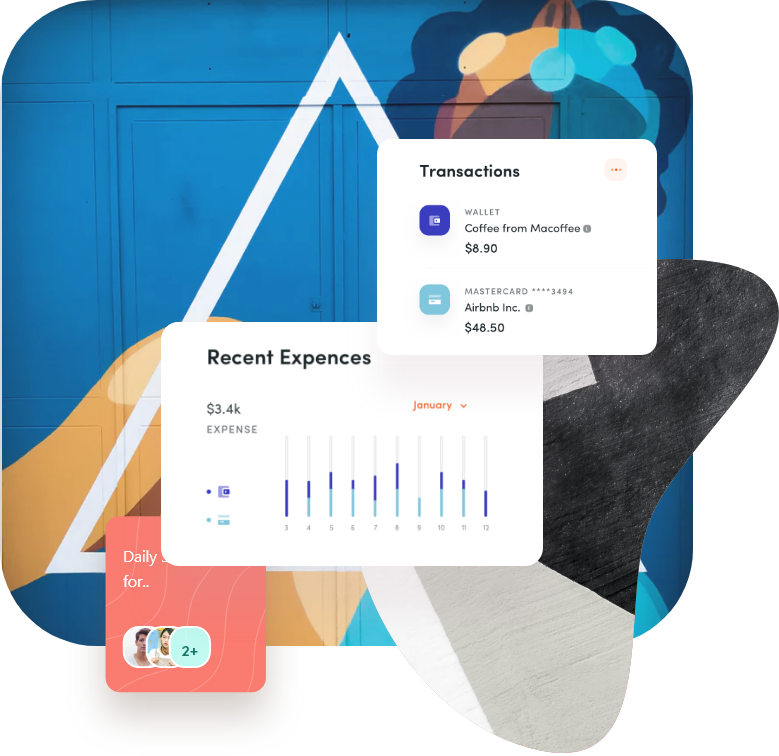 Transactions
WALLET
Coffee from Macoffee
$8.90
MASTERCARD ****3494
Airbnb Inc.
$48.50
Recent Expences
$3.4k
January
EXPENSE
3 4 5 6 7 8 9 10 11 12
Daily
for..
2+